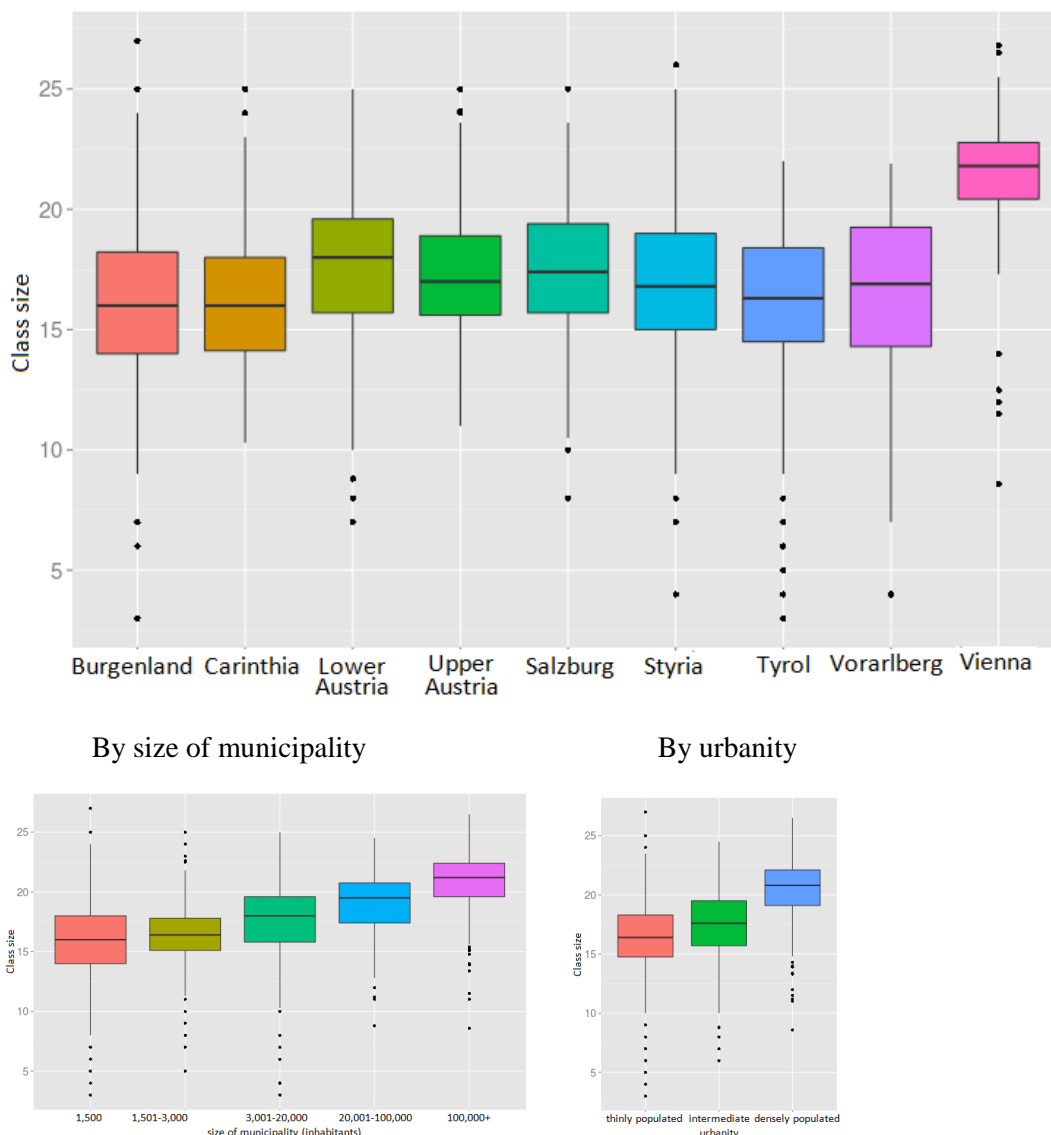 25
20
15
10
5
Class size
Burgenland Carinthia Lower Austria Upper Austria Salzburg Styria Tyrol Vorarlberg Vienna
By size of municipality By urbanity
25
20
15
10
5
Class size
1,500 1,501-3,000 3,001-20,000 20,001-100,000 100,000+
size of municipality (inhabitants)
25
20
15
10
5
Class size
thinly populated intermediate densely populated
urbanity